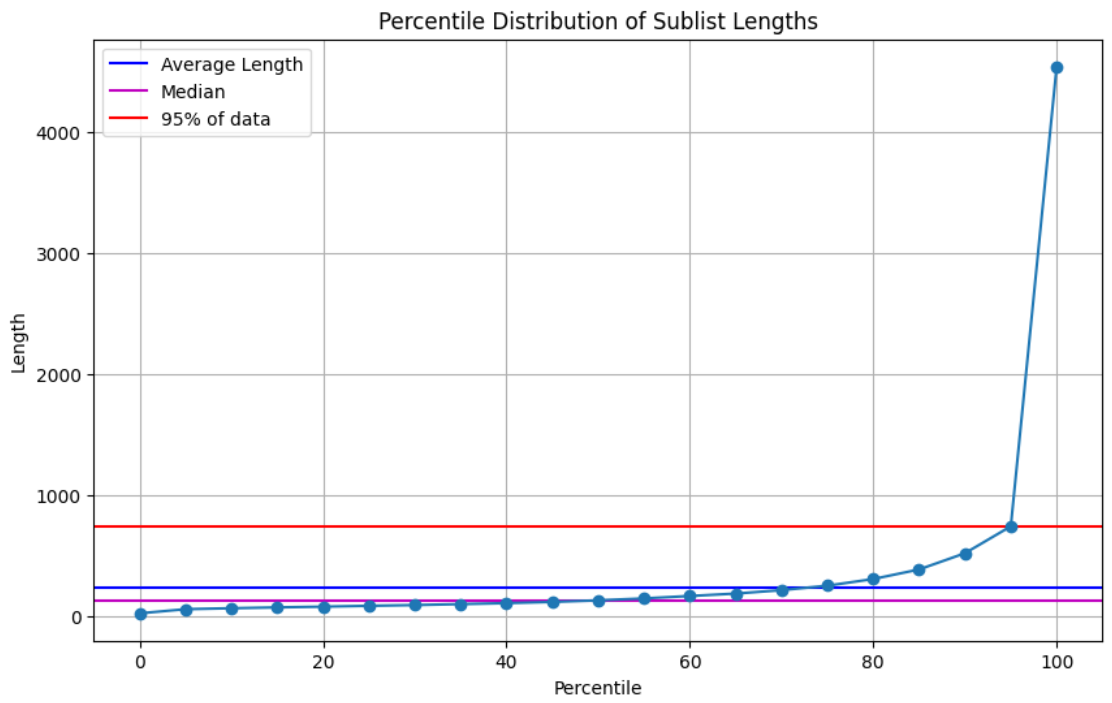 Percentile Distribution of Sublist Lengths
Average Length
Median
95% of data
4000
3000
2000
1000
0
Length
0 20 40 60 80 100
Percentile